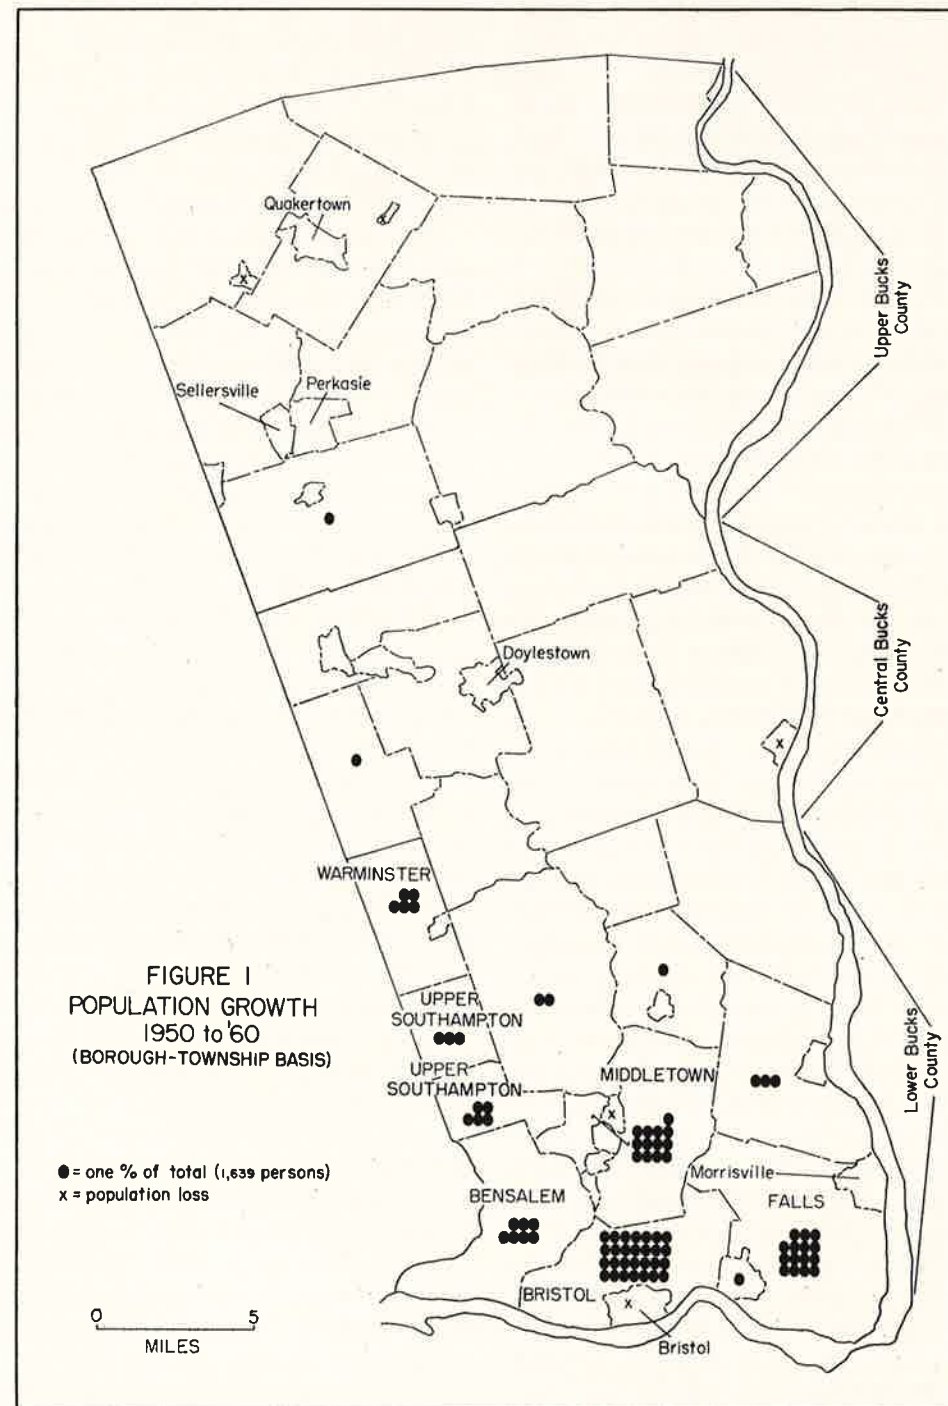 Quakertown
x
Sellersville
Perkasie
Upper Bucks
County
Doylestown
Central Bucks
County
x
WARMINSTER
FIGURE 1
POPULATION GROWTH
1950 to '60
(BOROUGH-TOWNSHIP BASIS)
UPPER
SOUTHAMPTON
UPPER
SOUTHAMPTON
MIDDLETOWN
x
Lower Bucks
County
= one % of total (1,639 persons)
x = population loss
Morrisville
BENSALEM
FALLS
BRISTOL
x
Bristol
0 5
MILES